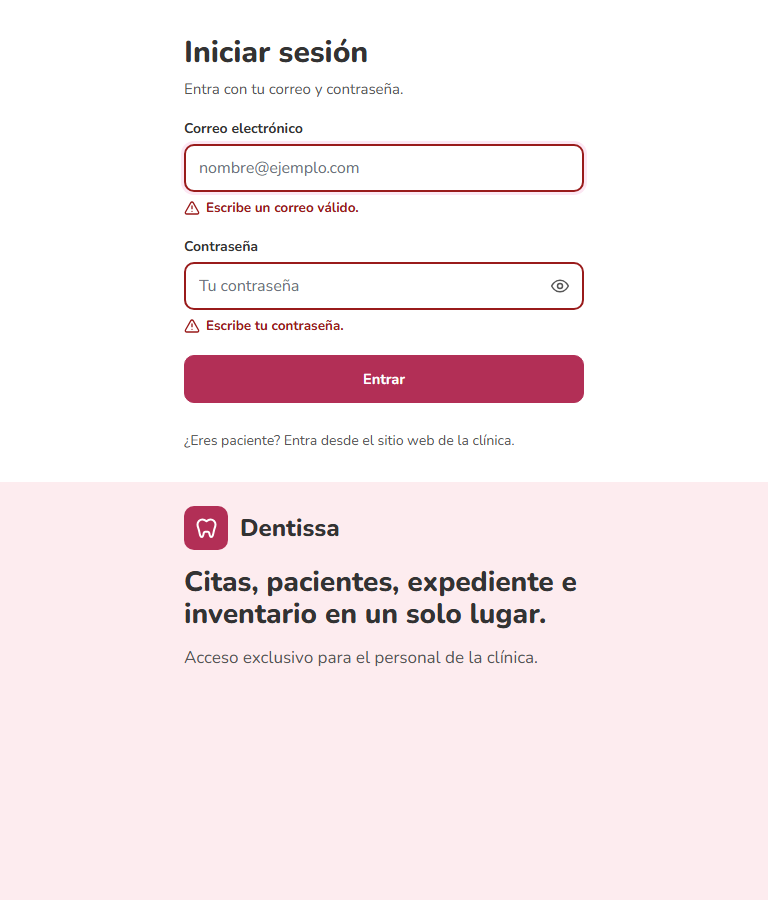 Iniciar sesión
Entra con tu correo y contraseña.
Correo electrónico
nombre@ejemplo.com
Escribe un correo válido.
Contraseña
Tu contraseña
Escribe tu contraseña.
Entrar
¿Eres paciente? Entra desde el sitio web de la clínica.
Dentissa
Citas, pacientes, expediente e
inventario en un solo lugar.
Acceso exclusivo para el personal de la clínica.